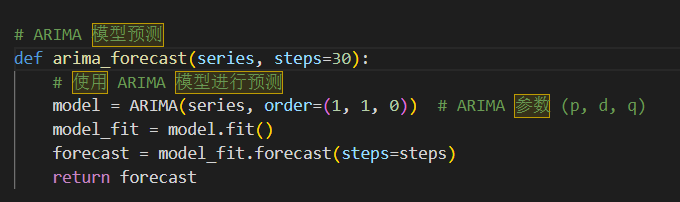 # ARIMA 模型预测
def arima_forecast(series, steps=30):
# 使用 ARIMA 模型进行预测
model = ARIMA(series, order=(1, 1, 0))  # ARIMA 参数 (p, d, q)
model_fit = model.fit()
forecast = model_fit.forecast(steps=steps)
return forecast